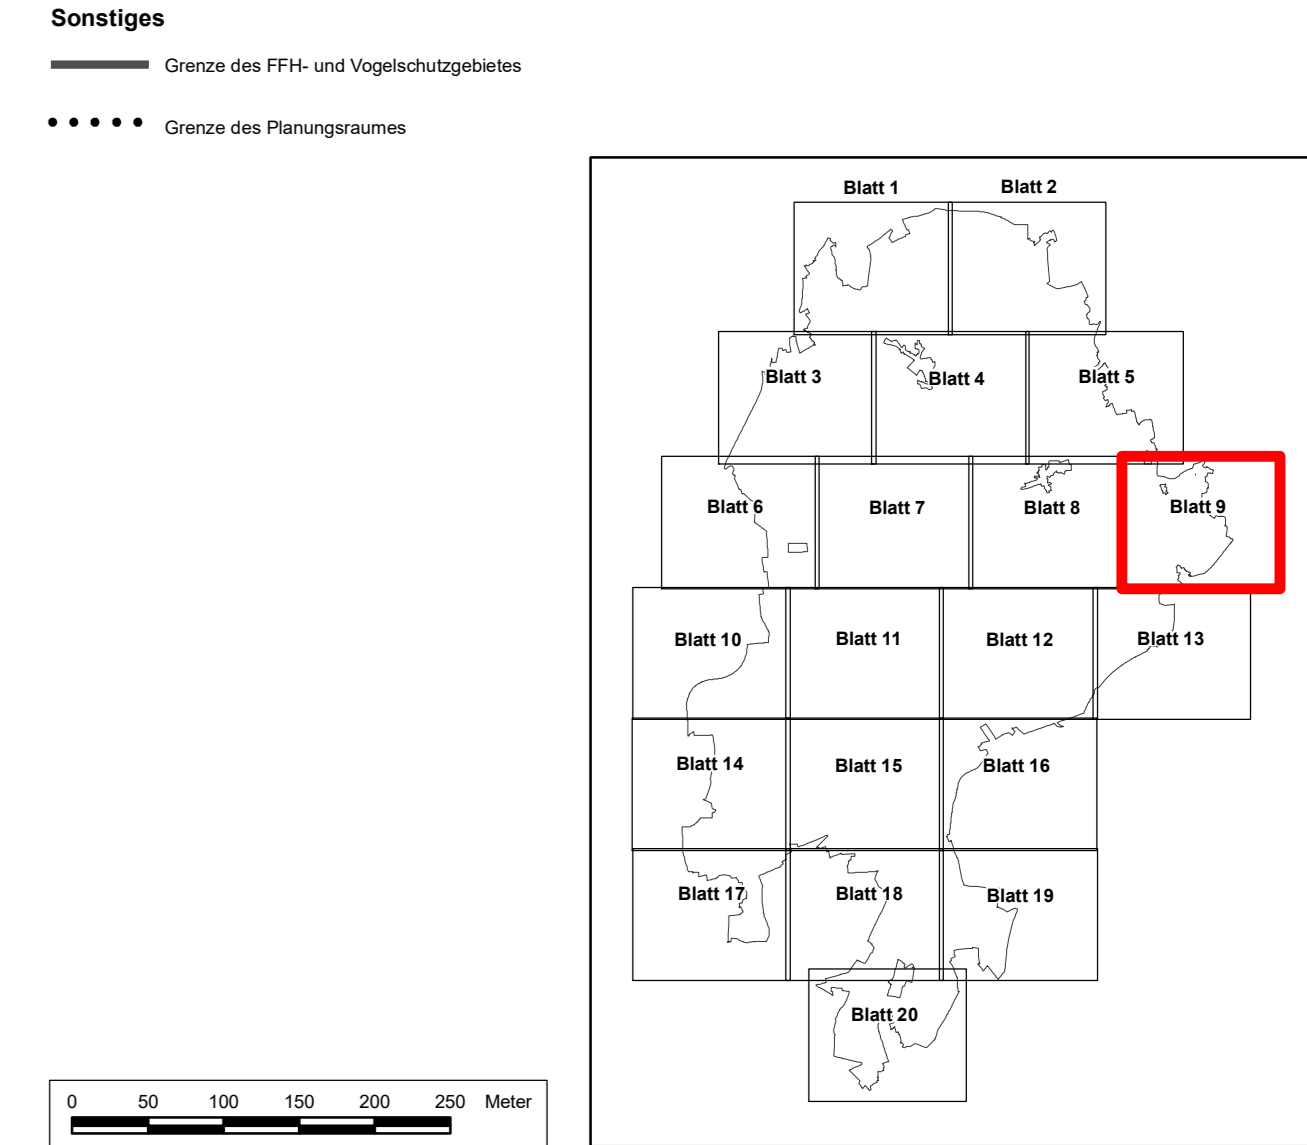 Sonstiges
Grenze des FFH- und Vogelschutzgebietes
Grenze des Planungsraumes
Blatt 1
Blatt 2
Blatt 3
Blatt 4
Blatt 5
Blatt 6
Blatt 7
Blatt 8
Blatt 9
Blatt 10
Blatt 11
Blatt 12
Blatt 13
Blatt 14
Blatt 15
Blatt 16
Blatt 17
Blatt 18
Blatt 19
Blatt 20
0 50 100 150 200 250 Meter